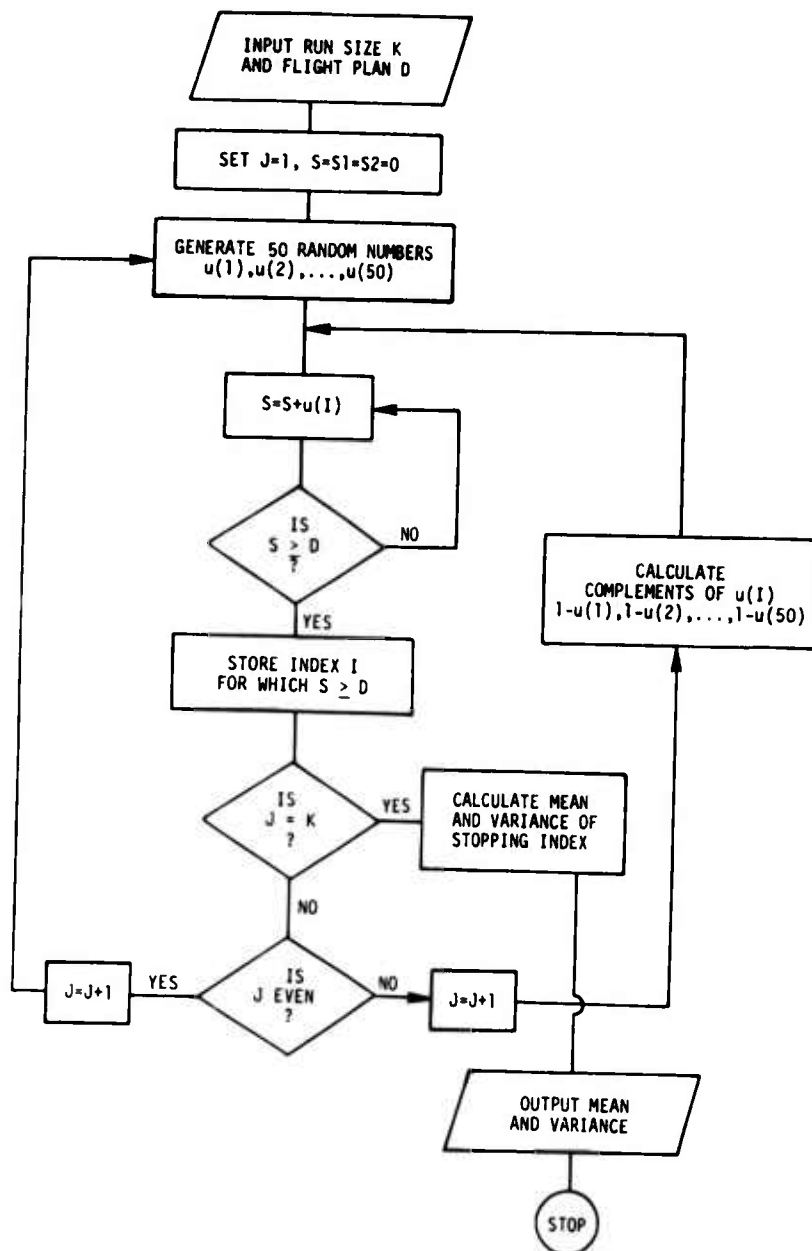 INPUT RUN SIZE K
AND FLIGHT PLAN D
SET J=1, S=S1=S2=0
GENERATE 50 RANDOM NUMBERS
u(1),u(2),...,u(50)
S=S+u(I)
IS
S ≥ D
?
NO
YES
CALCULATE
COMPLEMENTS OF u(I)
1-u(1),1-u(2),...,1-u(50)
STORE INDEX I
FOR WHICH S ≥ D
IS
J = K
?
YES
CALCULATE MEAN
AND VARIANCE OF
STOPPING INDEX
NO
J=J+1
YES
IS
J EVEN
?
NO
J=J+1
OUTPUT MEAN
AND VARIANCE
STOP